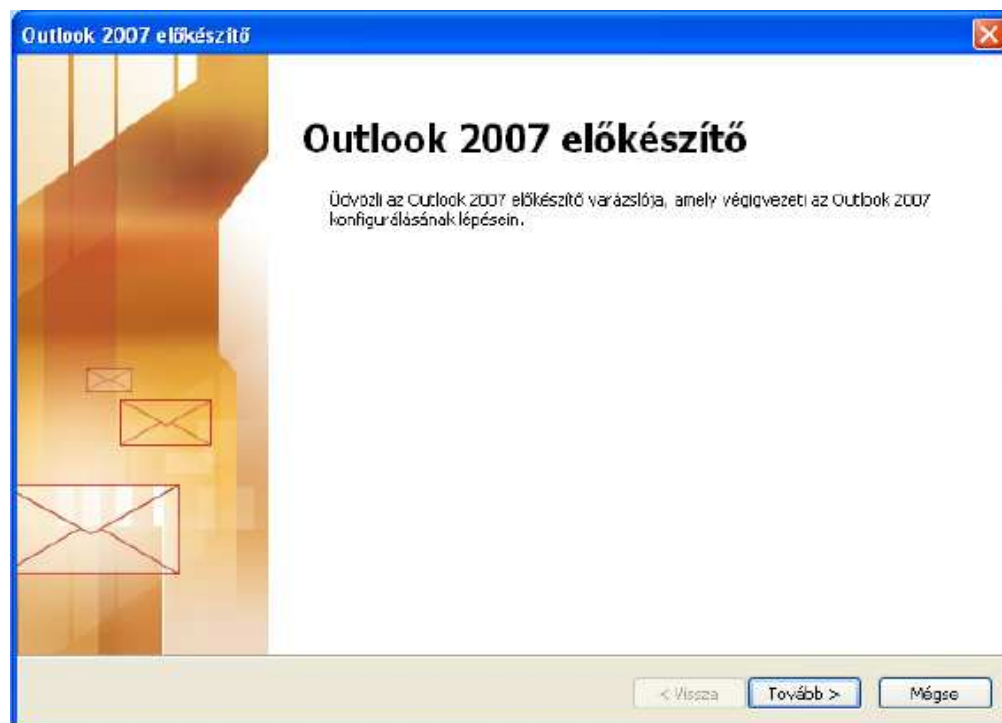 Outlook 2007 előkészítő
Outlook 2007 előkészítő
Üdvözli az Outlook 2007 előkészítő varázslója, amely végigvezeti az Outlook 2007
konfigurálásának lépésein.
< Vissza Tovább > Mégse